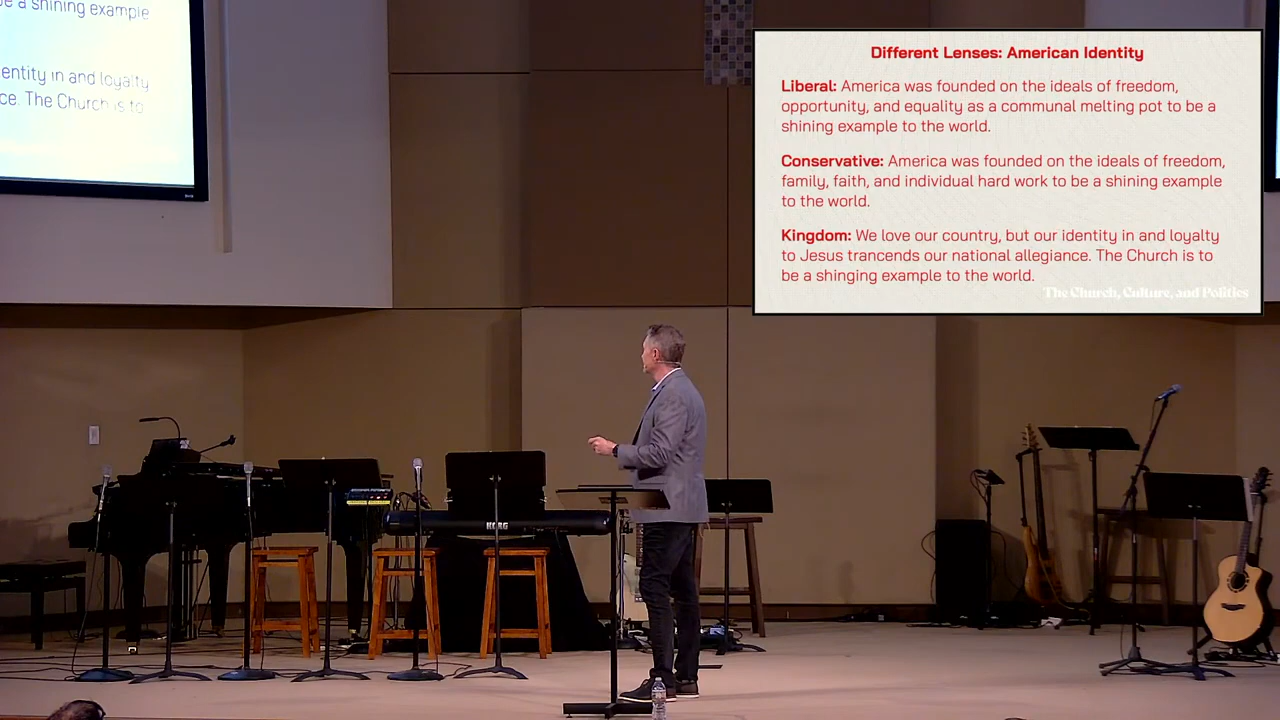 e a shining example
entity in and loyalty
ce. The Church is to
Different Lenses: American Identity
Liberal: America was founded on the ideals of freedom,
opportunity, and equality as a communal melting pot to be a
shining example to the world.
Conservative: America was founded on the ideals of freedom,
family, faith, and individual hard work to be a shining example
to the world.
Kingdom: We love our country, but our identity in and loyalty
to Jesus trancends our national allegiance. The Church is to
be a shinging example to the world.
The Church, Culture, and Politics
KORG